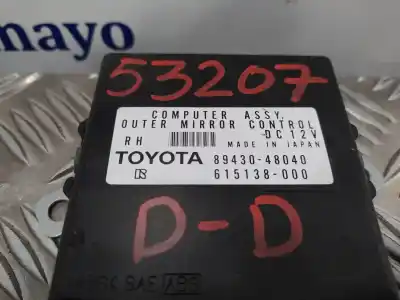 mayo
53207
COMPUTER ASSY,
OUTER MIRROR CONTROL
RH DC 12V
MADE IN JAPAN
TOYOTA 89430-48040
615138-000
D-D